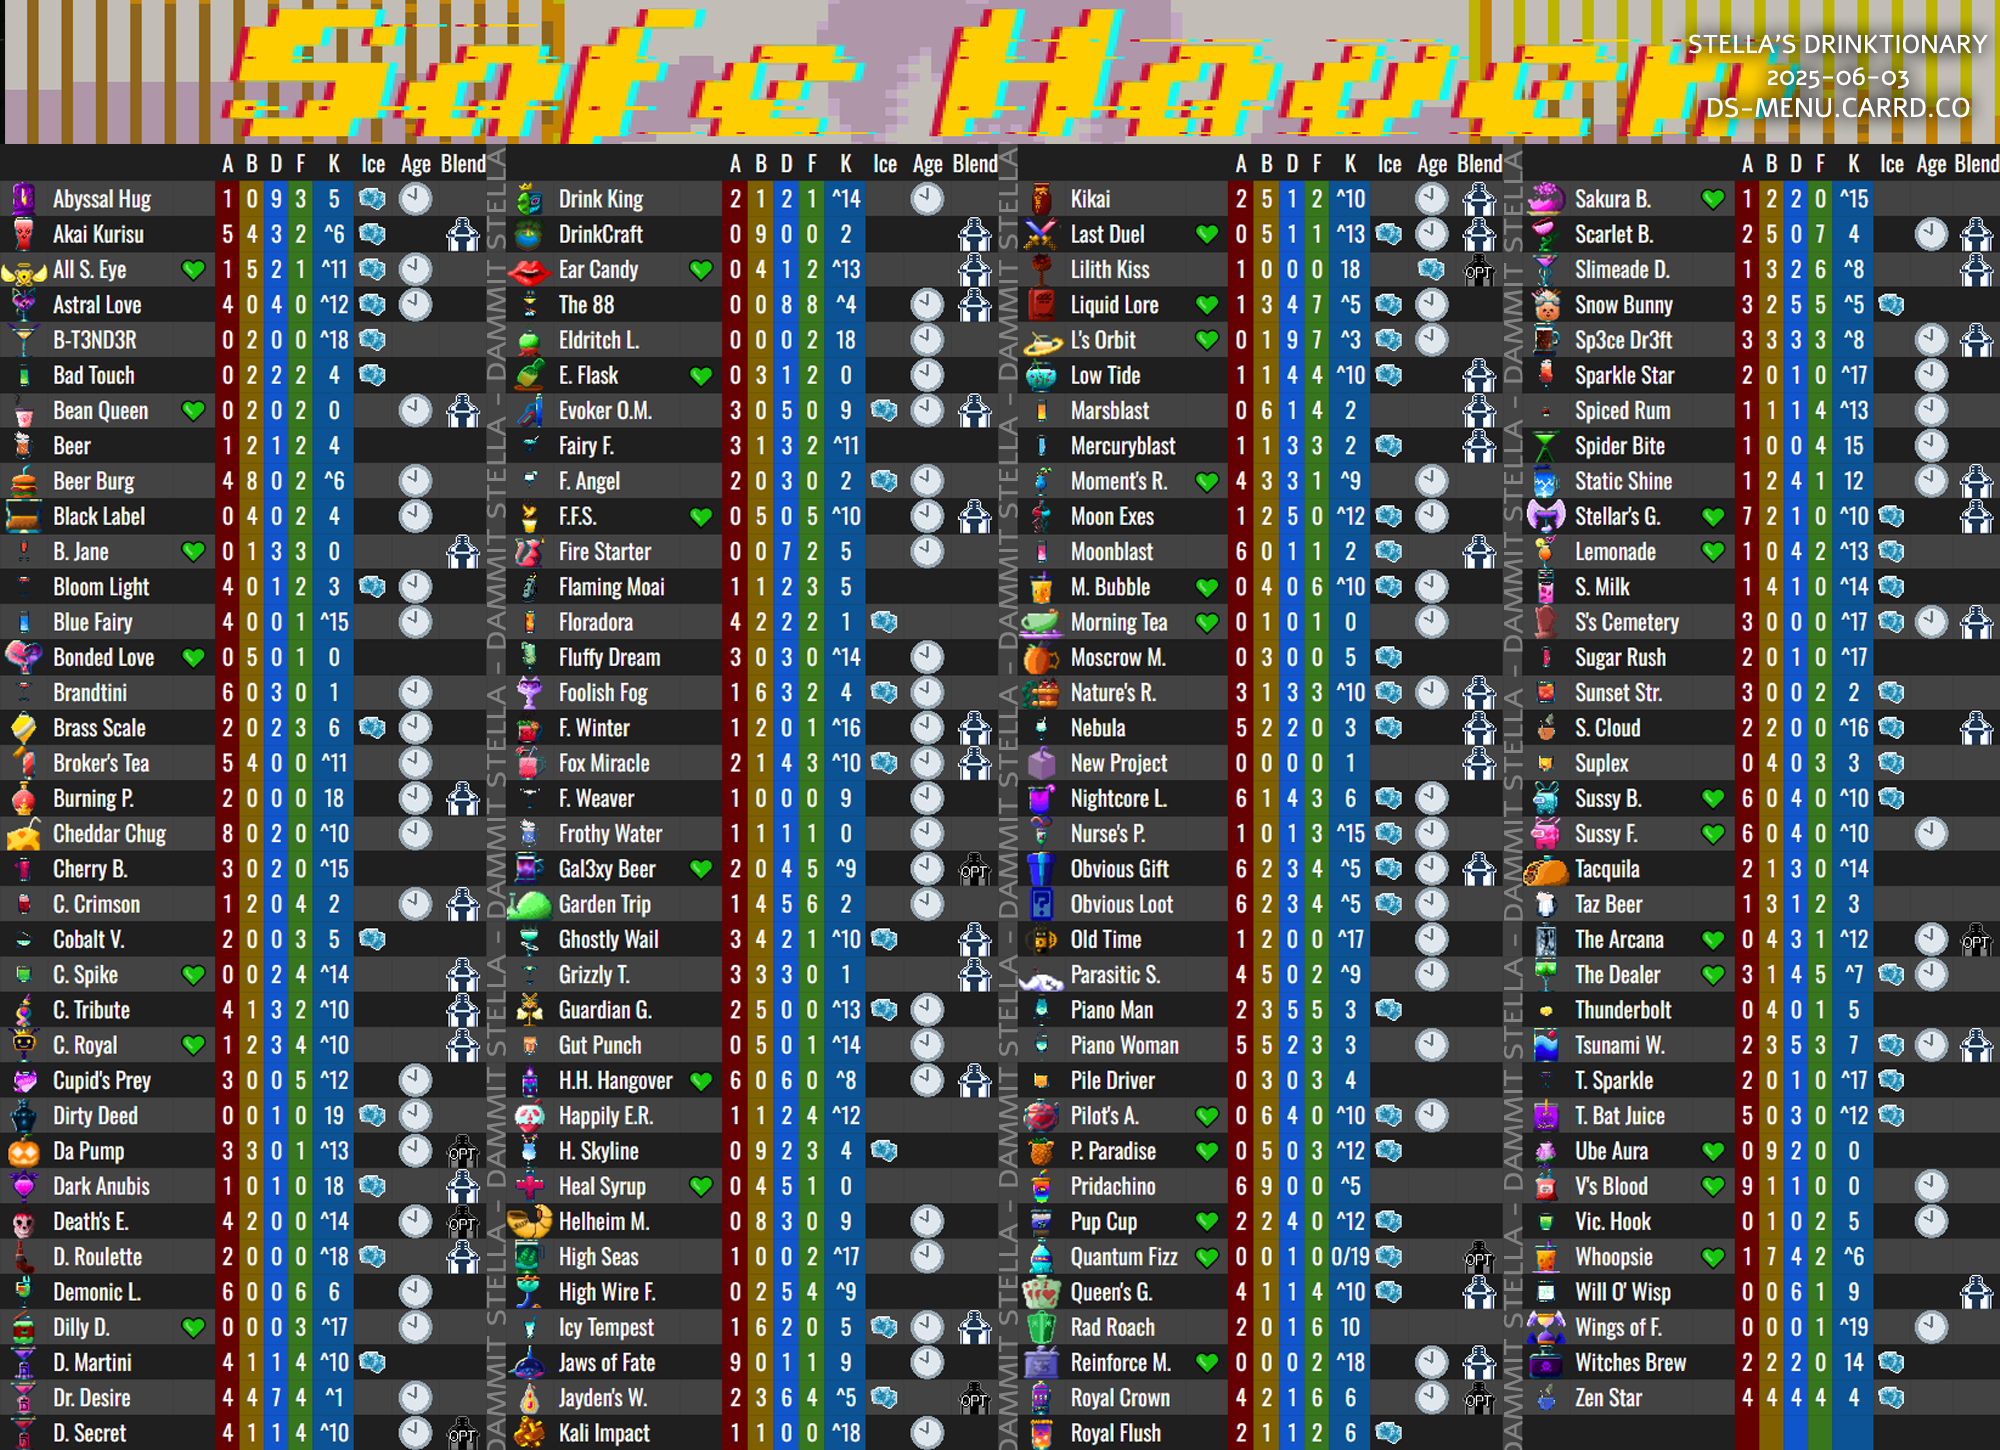 Safe Haven
STELLA'S DRINKTIONARY
2025-06-03
DS-MENU.CARRD.CO
A B D F K Ice Age Blend
Abyssal Hug 1 0 9 3 5
Akai Kurisu 5 4 3 2 ^6
All S. Eye 1 5 2 1 ^11
Astral Love 4 0 4 0 ^12
B-T3ND3R 0 2 0 0 ^18
Bad Touch 0 2 2 2 4
Bean Queen 0 2 0 2 0
Beer 1 2 1 2 4
Beer Burg 4 8 0 2 ^6
Black Label 0 4 0 2 4
B. Jane 0 1 3 3 0
Bloom Light 4 0 1 2 3
Blue Fairy 4 0 0 1 ^15
Bonded Love 0 5 0 1 0
Brandtini 6 0 3 0 1
Brass Scale 2 0 2 3 6
Broker's Tea 5 4 0 0 ^11
Burning P. 2 0 0 0 18
Cheddar Chug 8 0 2 0 ^10
Cherry B. 3 0 2 0 ^15
C. Crimson 1 2 0 4 2
Cobalt V. 2 0 0 3 5
C. Spike 0 0 2 4 ^14
C. Tribute 4 1 3 2 ^10
C. Royal 1 2 3 4 ^10
Cupid's Prey 3 0 0 5 ^12
Dirty Deed 0 0 1 0 19
Da Pump 3 3 0 1 ^13 OPT
Dark Anubis 1 0 1 0 18
Death's E. 4 2 0 0 ^14 OPT
D. Roulette 2 0 0 0 ^18
Demonic L. 6 0 0 6 6
Dilly D. 0 0 0 3 ^17
D. Martini 4 1 1 4 ^10
Dr. Desire 4 4 7 4 ^1
D. Secret 4 1 1 4 ^10 OPT
DAMMIT STELLA - DAMMIT STELLA - DAMMIT STELLA - DAMMIT STELLA
A B D F K Ice Age Blend
Drink King 2 1 2 1 ^14
DrinkCraft 0 9 0 0 2
Ear Candy 0 4 1 2 ^13
The 88 0 0 8 8 ^4
Eldritch L. 0 0 0 2 18
E. Flask 0 3 1 2 0
Evoker O.M. 3 0 5 0 9
Fairy F. 3 1 3 2 ^11
F. Angel 2 0 3 0 2
F.F.S. 0 5 0 5 ^10
Fire Starter 0 0 7 2 5
Flaming Moai 1 1 2 3 5
Floradora 4 2 2 2 1
Fluffy Dream 3 0 3 0 ^14
Foolish Fog 1 6 3 2 4
F. Winter 1 2 0 1 ^16
Fox Miracle 2 1 4 3 ^10
F. Weaver 1 0 0 0 9
Frothy Water 1 1 1 1 0
Gal3xy Beer 2 0 4 5 ^9 OPT
Garden Trip 1 4 5 6 2
Ghostly Wail 3 4 2 1 ^10
Grizzly T. 3 3 3 0 1
Guardian G. 2 5 0 0 ^13
Gut Punch 0 5 0 1 ^14
H.H. Hangover 6 0 6 0 ^8
Happily E.R. 1 1 2 4 ^12
H. Skyline 0 9 2 3 4
Heal Syrup 0 4 5 1 0
Helheim M. 0 8 3 0 9
High Seas 1 0 0 2 ^17
High Wire F. 0 2 5 4 ^9
Icy Tempest 1 6 2 0 5
Jaws of Fate 9 0 1 1 9
Jayden's W. 2 3 6 4 ^5 OPT
Kali Impact 1 1 0 0 ^18
DAMMIT STELLA - DAMMIT STELLA - DAMMIT STELLA - DAMMIT STELLA
A B D F K Ice Age Blend
Kikai 2 5 1 2 ^10
Last Duel 0 5 1 1 ^13
Lilith Kiss 1 0 0 0 18 OPT
Liquid Lore 1 3 4 7 ^5
L's Orbit 0 1 9 7 ^3
Low Tide 1 1 4 4 ^10
Marsblast 0 6 1 4 2
Mercuryblast 1 1 3 3 2
Moment's R. 4 3 3 1 ^9
Moon Exes 1 2 5 0 ^12
Moonblast 6 0 1 1 2
M. Bubble 0 4 0 6 ^10
Morning Tea 0 1 0 1 0
Moscrow M. 0 3 0 0 5
Nature's R. 3 1 3 3 ^10
Nebula 5 2 2 0 3
New Project 0 0 0 0 1
Nightcore L. 6 1 4 3 6
Nurse's P. 1 0 1 3 ^15
Obvious Gift 6 2 3 4 ^5
Obvious Loot 6 2 3 4 ^5
Old Time 1 2 0 0 ^17
Parasitic S. 4 5 0 2 ^9
Piano Man 2 3 5 5 3
Piano Woman 5 5 2 3 3
Pile Driver 0 3 0 3 4
Pilot's A. 0 6 4 0 ^10
P. Paradise 0 5 0 3 ^12
Pridachino 6 9 0 0 ^5
Pup Cup 2 2 4 0 ^12
Quantum Fizz 0 0 1 0 0/19 OPT
Queen's G. 4 1 1 4 ^10
Rad Roach 2 0 1 6 10
Reinforce M. 0 0 0 2 ^18
Royal Crown 4 2 1 6 6 OPT
Royal Flush 2 1 1 2 6
DAMMIT STELLA - DAMMIT STELLA - DAMMIT STELLA - DAMMIT STELLA
A B D F K Ice Age Blend
Sakura B. 1 2 2 0 ^15
Scarlet B. 2 5 0 7 4
Slimeade D. 1 3 2 6 ^8
Snow Bunny 3 2 5 5 ^5
Sp3ce Dr3ft 3 3 3 3 ^8
Sparkle Star 2 0 1 0 ^17
Spiced Rum 1 1 1 4 ^13
Spider Bite 1 0 0 4 15
Static Shine 1 2 4 1 12
Stellar's G. 7 2 1 0 ^10
Lemonade 1 0 4 2 ^13
S. Milk 1 4 1 0 ^14
S's Cemetery 3 0 0 0 ^17
Sugar Rush 2 0 1 0 ^17
Sunset Str. 3 0 0 2 2
S. Cloud 2 2 0 0 ^16
Suplex 0 4 0 3 3
Sussy B. 6 0 4 0 ^10
Sussy F. 6 0 4 0 ^10
Tacquila 2 1 3 0 ^14
Taz Beer 1 3 1 2 3
The Arcana 0 4 3 1 ^12 OPT
The Dealer 3 1 4 5 ^7
Thunderbolt 0 4 0 1 5
Tsunami W. 2 3 5 3 7
T. Sparkle 2 0 1 0 ^17
T. Bat Juice 5 0 3 0 ^12
Ube Aura 0 9 2 0 0
V's Blood 9 1 1 0 0
Vic. Hook 0 1 0 2 5
Whoopsie 1 7 4 2 ^6
Will O' Wisp 0 0 6 1 9
Wings of F. 0 0 0 1 ^19
Witches Brew 2 2 2 0 14
Zen Star 4 4 4 4 4